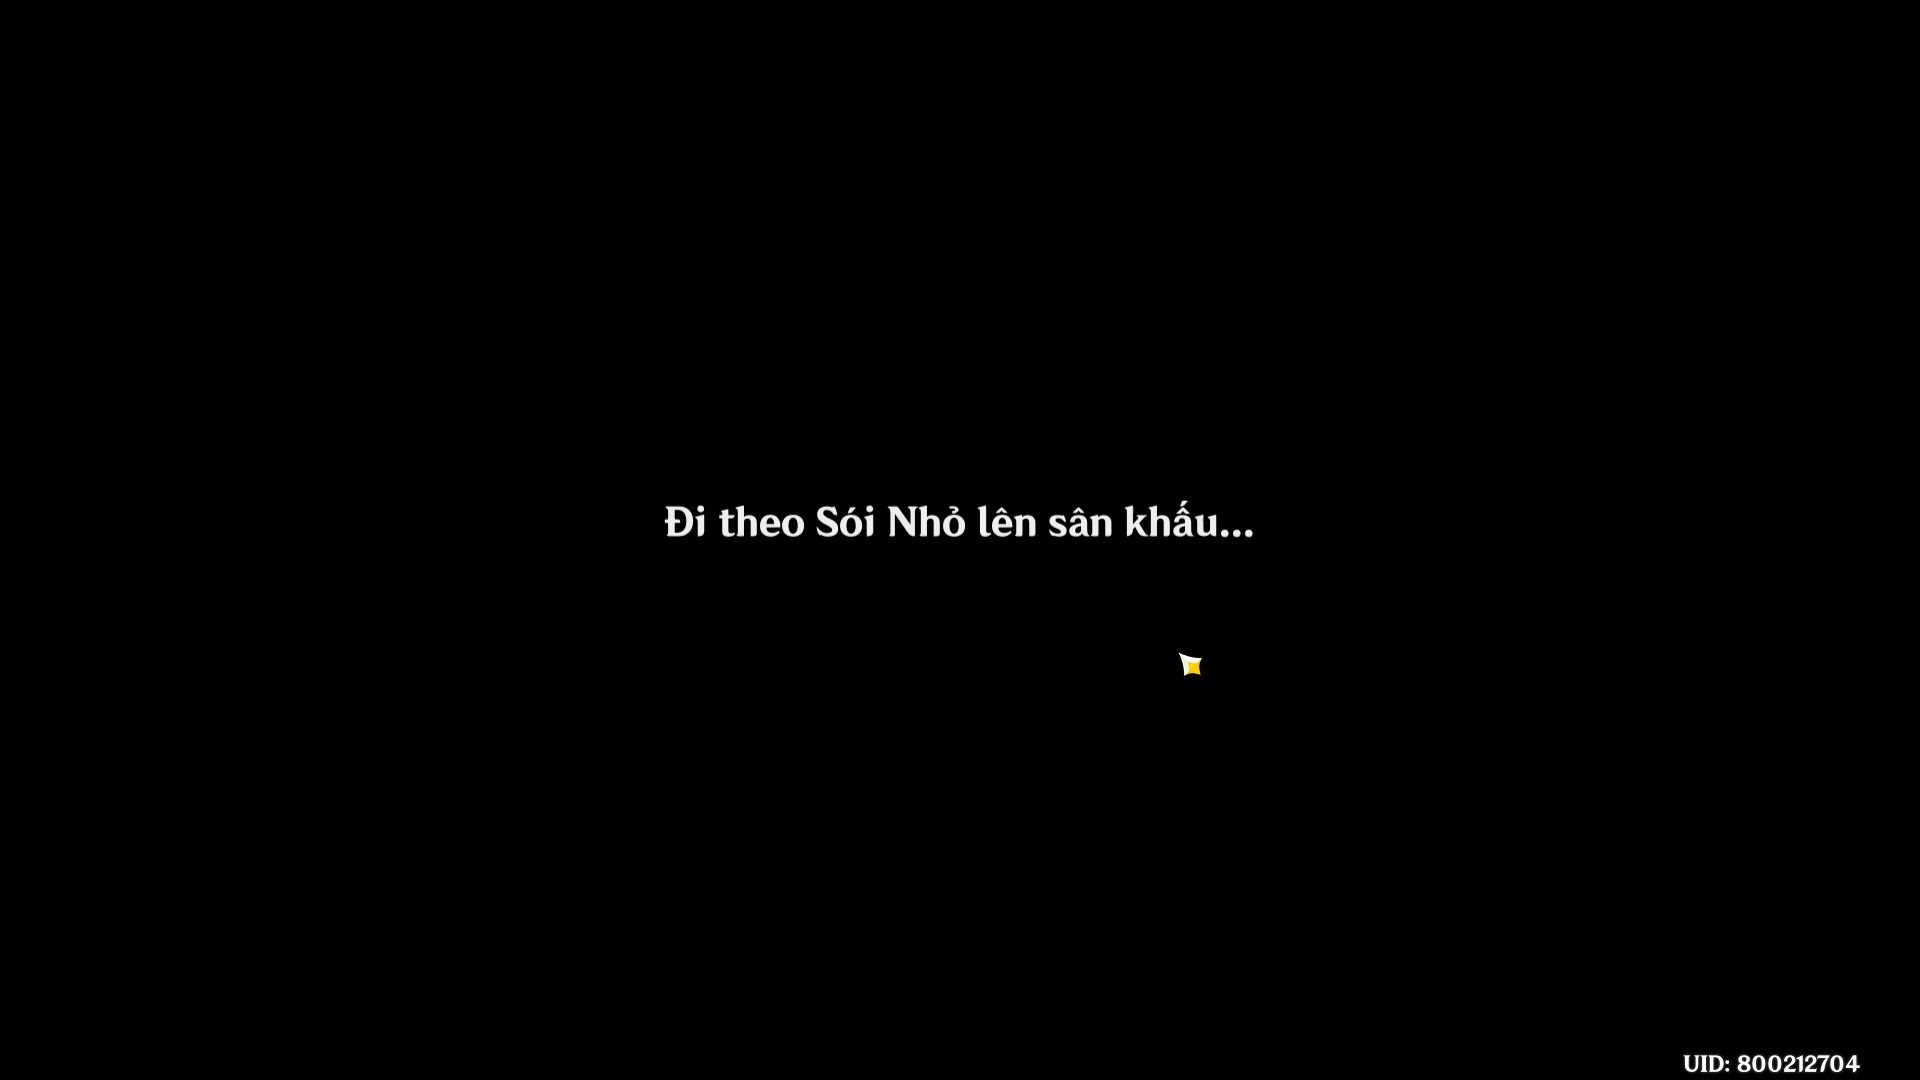 Đi theo Sói Nhỏ lên sân khấu...
UID: 800212704